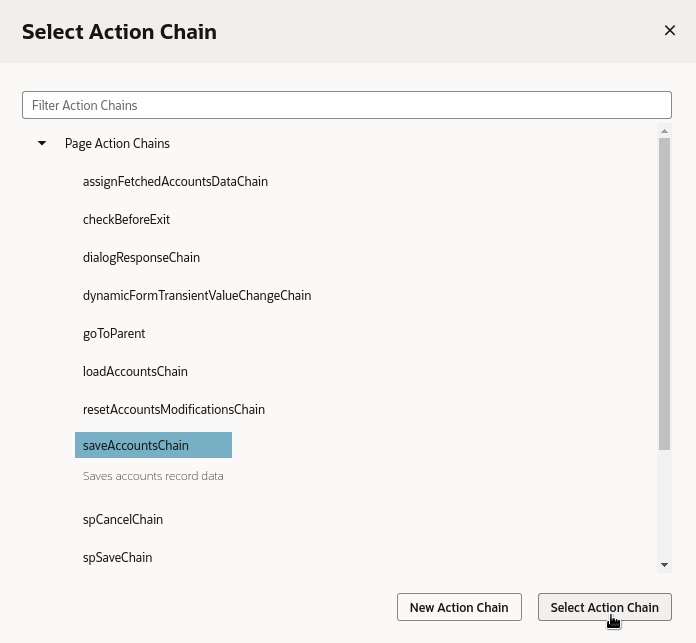 Select Action Chain
Filter Action Chains
Page Action Chains
assignFetchedAccountsDataChain
checkBeforeExit
dialogResponseChain
dynamicFormTransientValueChangeChain
goToParent
loadAccountsChain
resetAccountsModificationsChain
saveAccountsChain
Saves accounts record data
spCancelChain
spSaveChain
New Action Chain
Select Action Chain